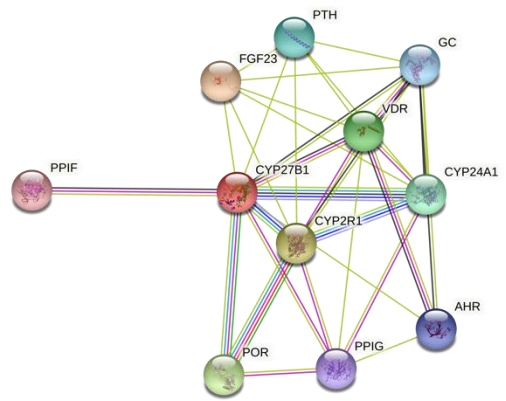 PTH
GC
FGF23
VDR
PPIF
CYP27B1
CYP24A1
CYP2R1
AHR
POR
PPIG